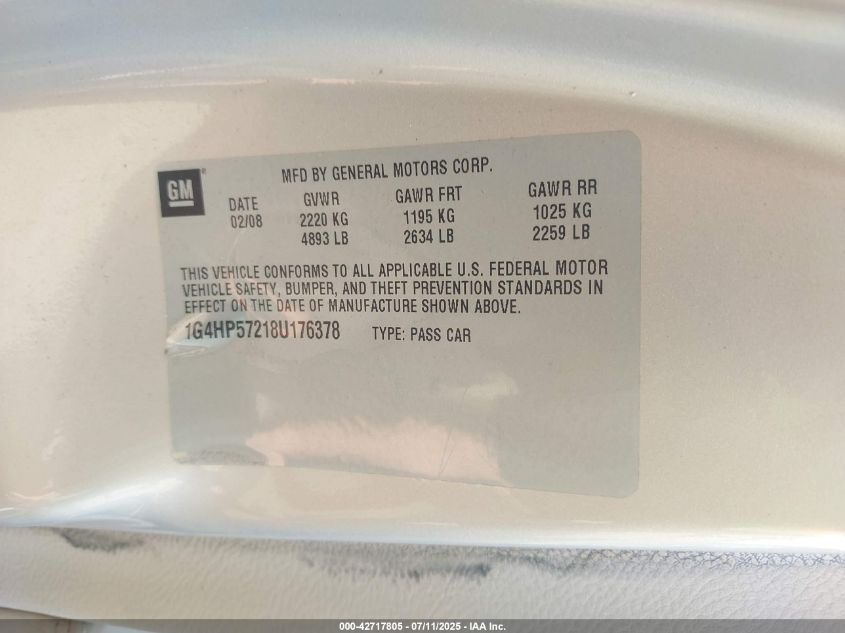 MFD BY GENERAL MOTORS CORP.
GM
DATE GVWR GAWR FRT GAWR RR
02/08 2220 KG 1195 KG 1025 KG
4893 LB 2634 LB 2259 LB
THIS VEHICLE CONFORMS TO ALL APPLICABLE U.S. FEDERAL MOTOR
VEHICLE SAFETY, BUMPER, AND THEFT PREVENTION STANDARDS IN
EFFECT ON THE DATE OF MANUFACTURE SHOWN ABOVE.
1G4HP57218U176378 TYPE: PASS CAR
000-42717805 - 07/11/2025 - IAA Inc.